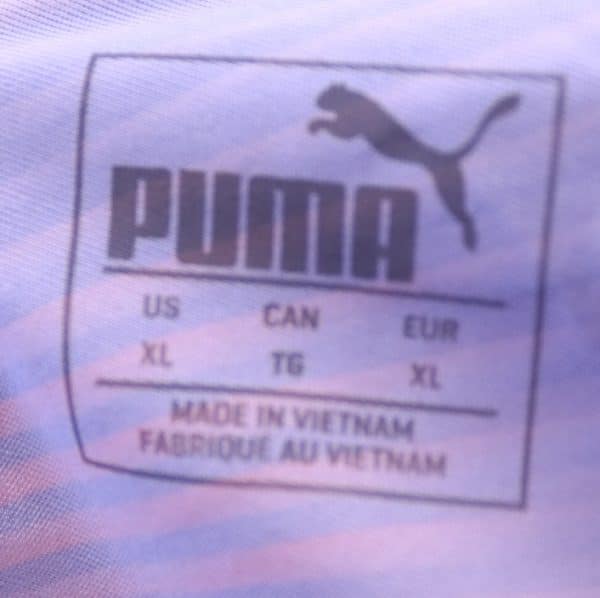 PUMA
US CAN EUR
XL TG XL
MADE IN VIETNAM
FABRIQUÉ AU VIETNAM